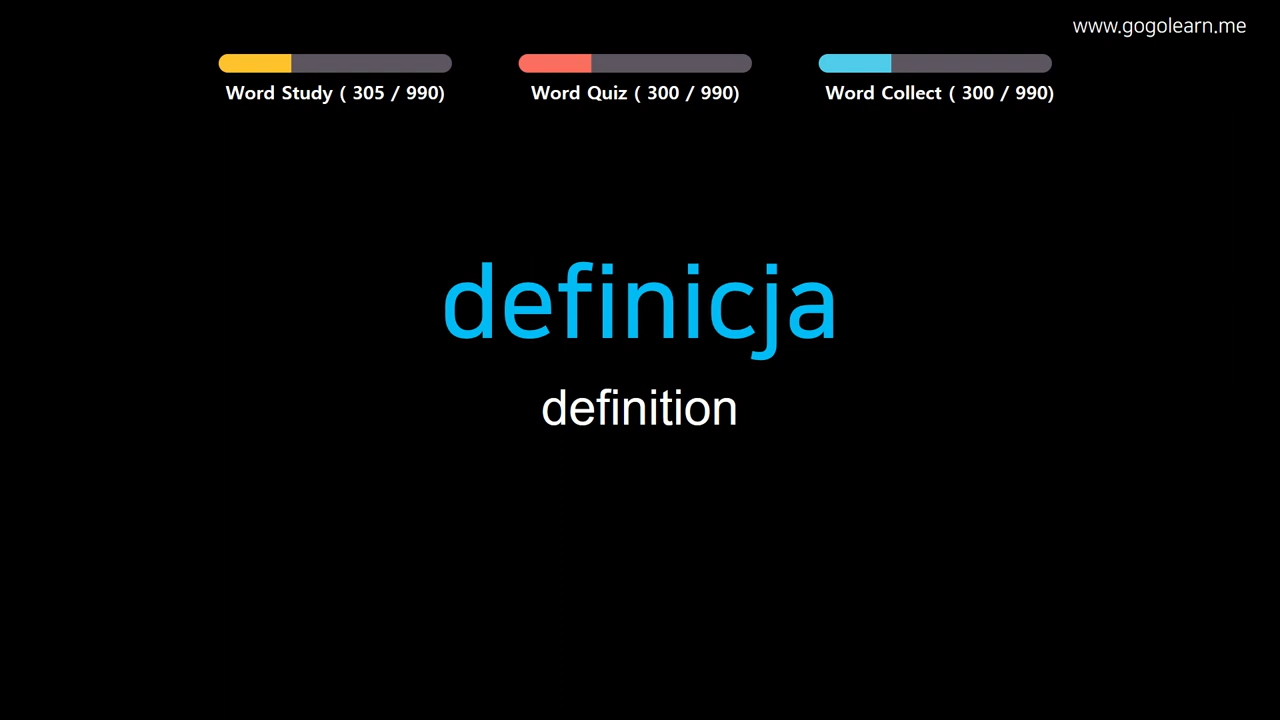 www.gogolearn.me
Word Study ( 305 / 990)
Word Quiz ( 300 / 990)
Word Collect ( 300 / 990)
definicja
definition